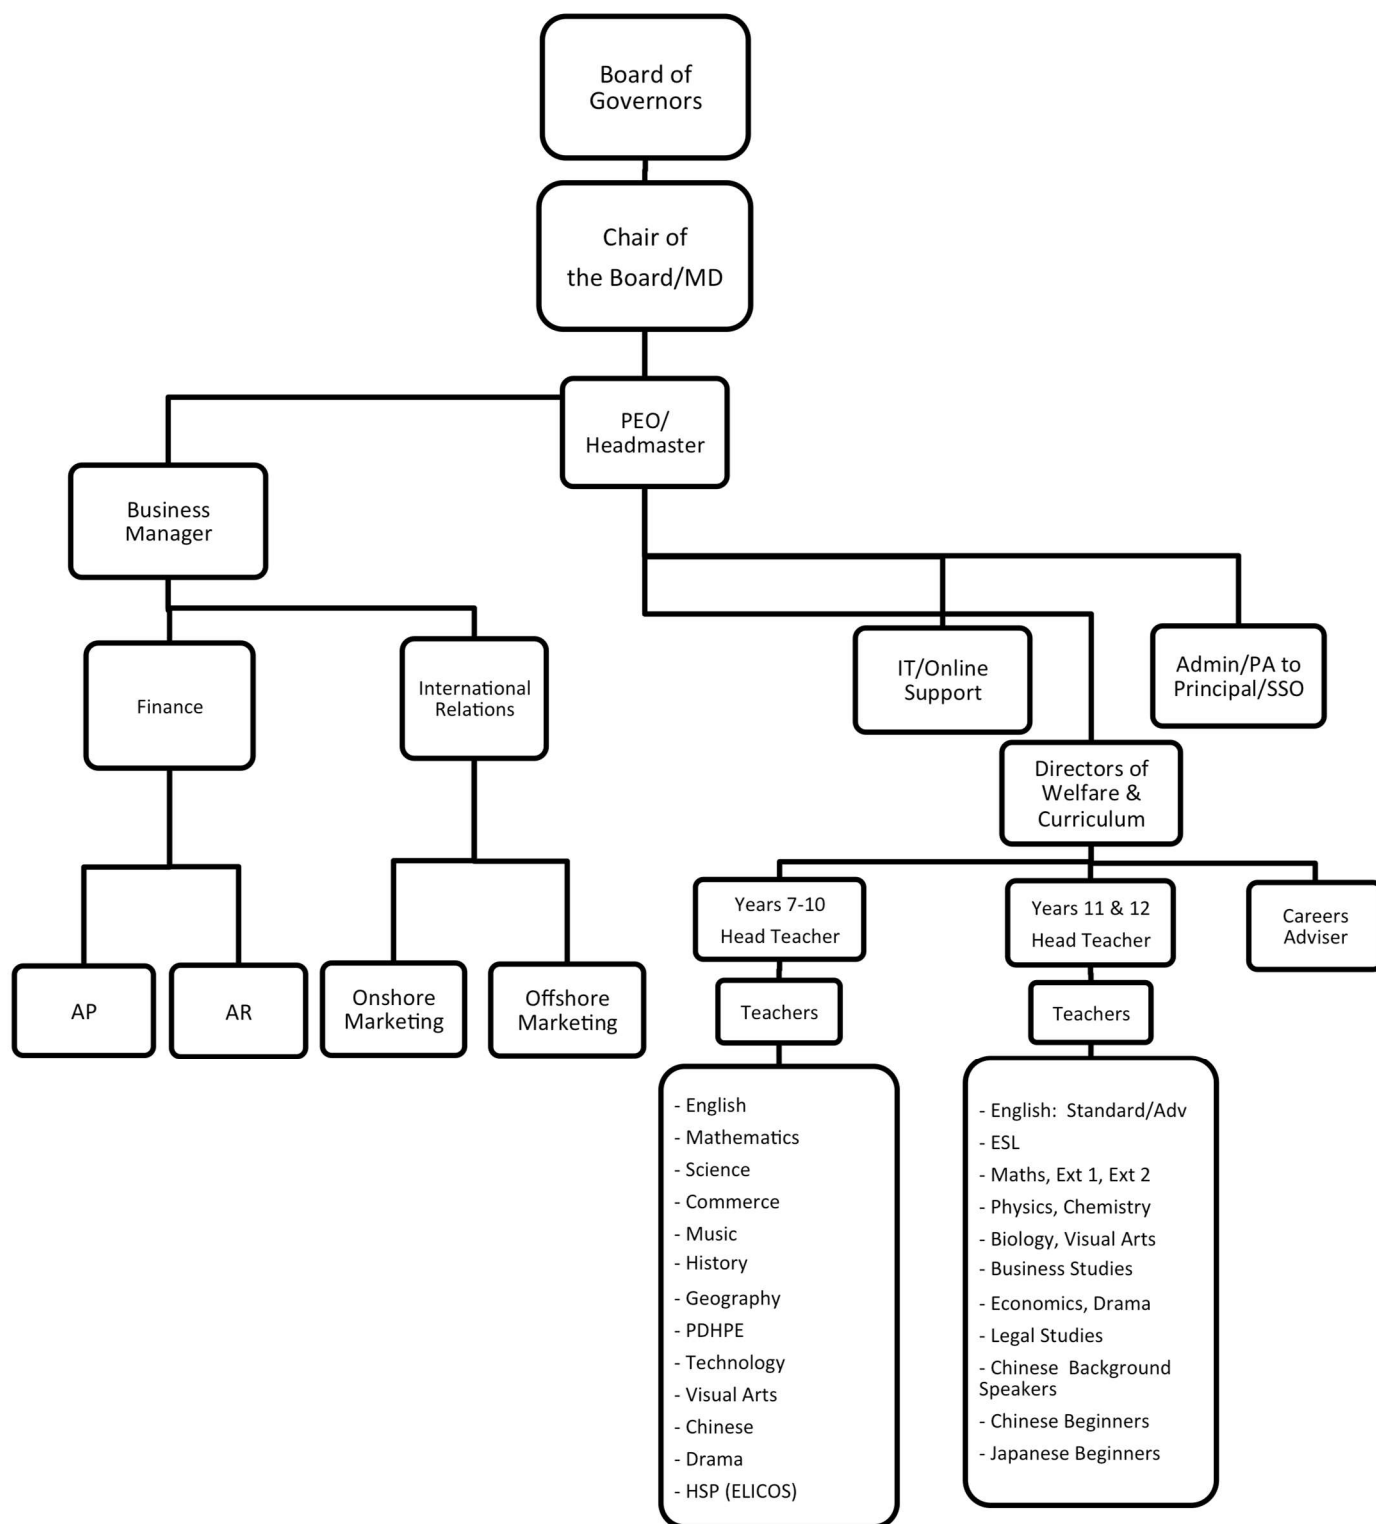 Board of
Governors
Chair of
the Board/MD
PEO/
Headmaster
Business
Manager
Finance
International
Relations
IT/Online
Support
Admin/PA to
Principal/SSO
Directors of
Welfare &
Curriculum
Years 7-10
Head Teacher
Years 11 & 12
Head Teacher
Careers
Adviser
AP
AR
Onshore
Marketing
Offshore
Marketing
Teachers
Teachers
- English
- Mathematics
- Science
- Commerce
- Music
- History
- Geography
- PDHPE
- Technology
- Visual Arts
- Chinese
- Drama
- HSP (ELICOS)
- English:  Standard/Adv
- ESL
- Maths, Ext 1, Ext 2
- Physics, Chemistry
- Biology, Visual Arts
- Business Studies
- Economics, Drama
- Legal Studies
- Chinese  Background
Speakers
- Chinese Beginners
- Japanese Beginners